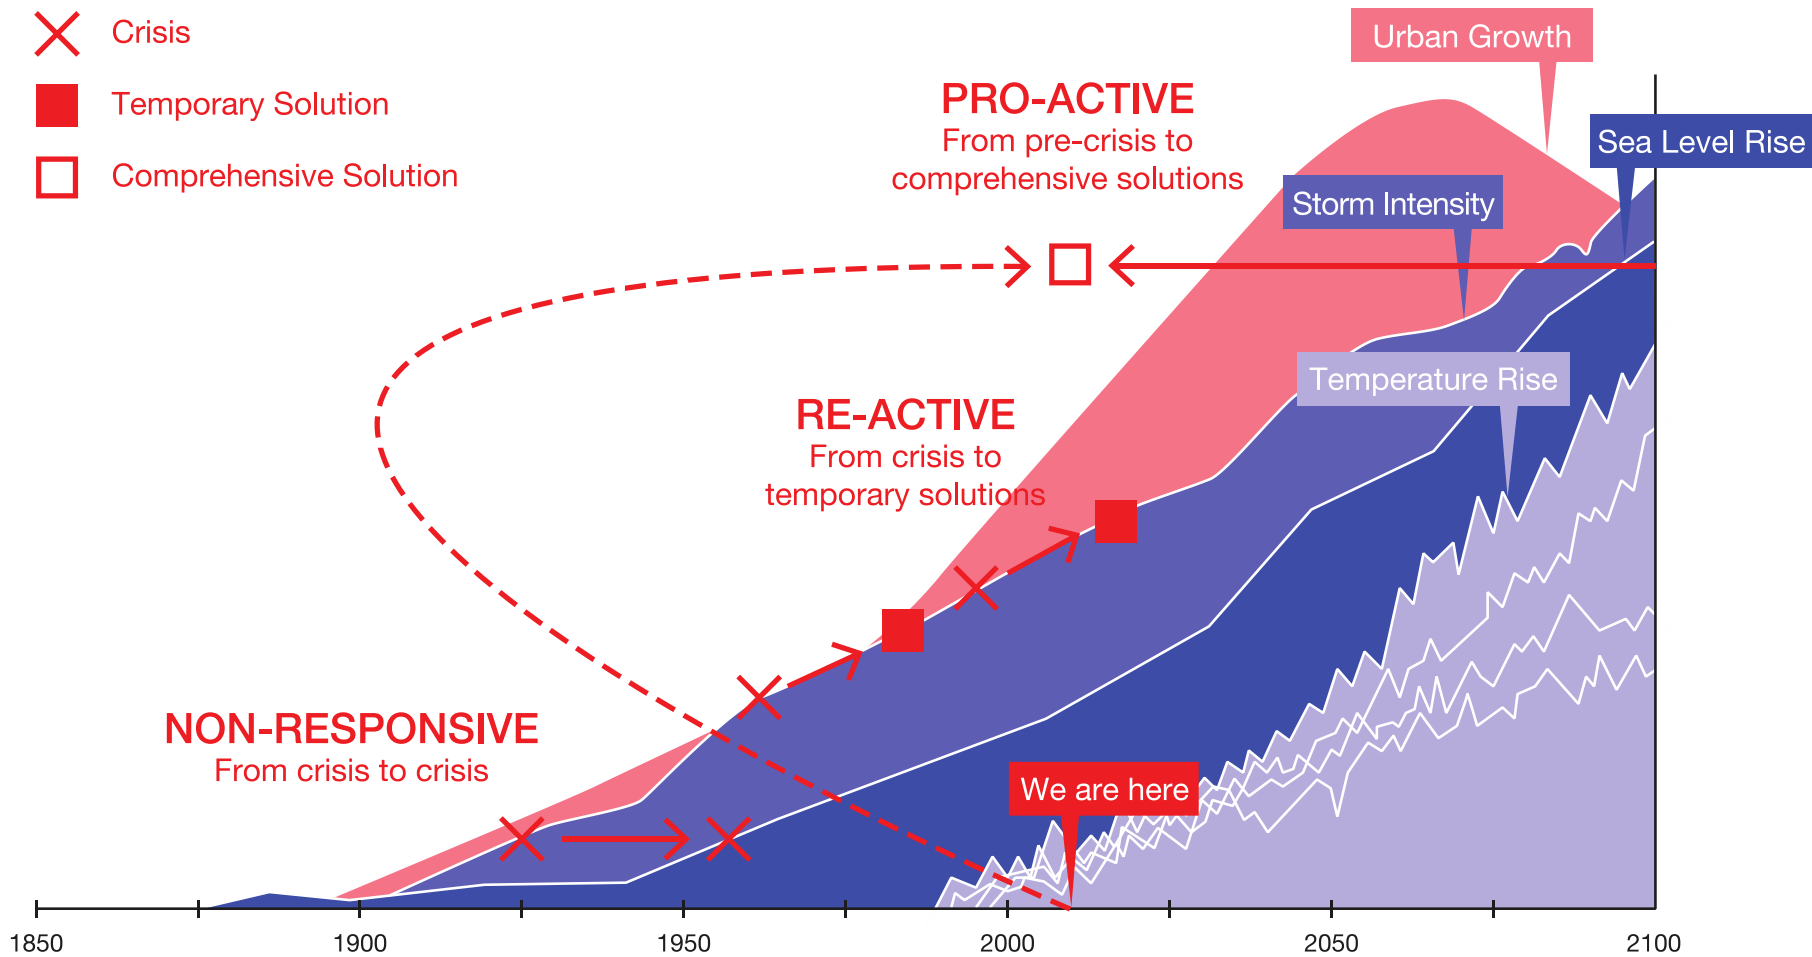 Crisis
Temporary Solution
Comprehensive Solution
Urban Growth
PRO-ACTIVE
From pre-crisis to
comprehensive solutions
Sea Level Rise
Storm Intensity
Temperature Rise
RE-ACTIVE
From crisis to
temporary solutions
NON-RESPONSIVE
From crisis to crisis
We are here
1850
1900
1950
2000
2050
2100